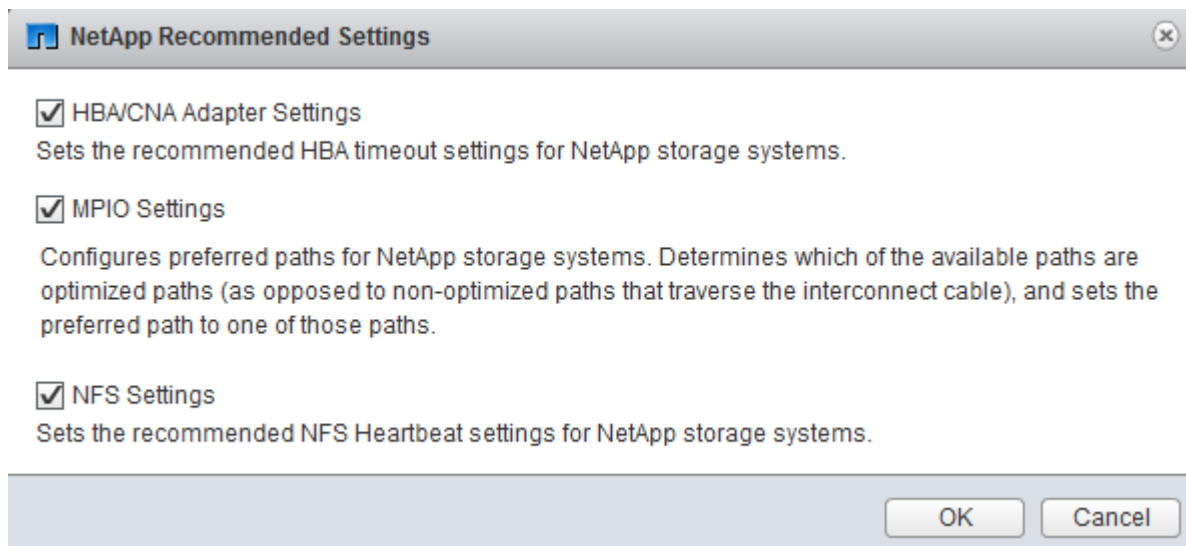 NetApp Recommended Settings
HBA/CNA Adapter Settings
Sets the recommended HBA timeout settings for NetApp storage systems.
MPIO Settings
Configures preferred paths for NetApp storage systems. Determines which of the available paths are
optimized paths (as opposed to non-optimized paths that traverse the interconnect cable), and sets the
preferred path to one of those paths.
NFS Settings
Sets the recommended NFS Heartbeat settings for NetApp storage systems.
OK Cancel